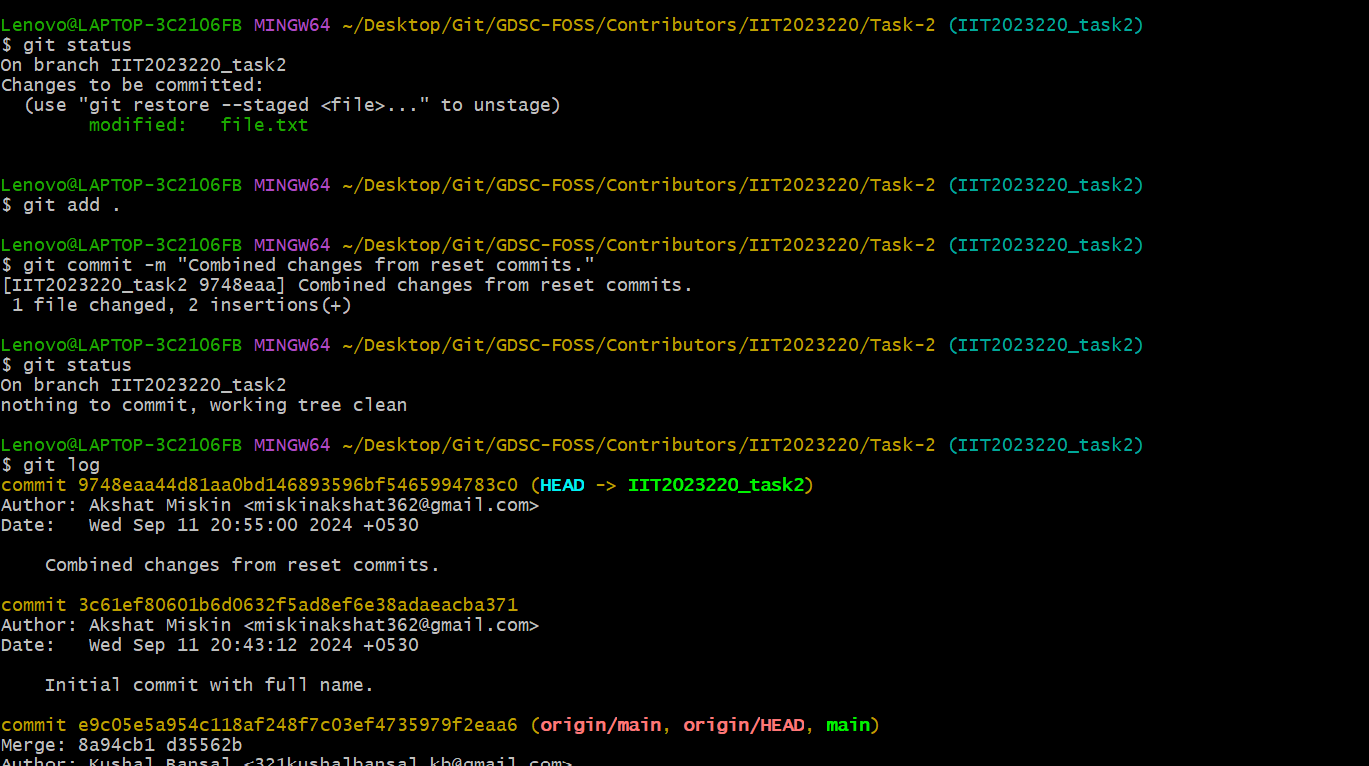 Lenovo@LAPTOP-3C2106FB MINGW64 ~/Desktop/Git/GDSC-FOSS/Contributors/IIT2023220/Task-2 (IIT2023220_task2)
$ git status
On branch IIT2023220_task2
Changes to be committed:
  (use "git restore --staged <file>..." to unstage)
        modified:   file.txt
Lenovo@LAPTOP-3C2106FB MINGW64 ~/Desktop/Git/GDSC-FOSS/Contributors/IIT2023220/Task-2 (IIT2023220_task2)
$ git add .
Lenovo@LAPTOP-3C2106FB MINGW64 ~/Desktop/Git/GDSC-FOSS/Contributors/IIT2023220/Task-2 (IIT2023220_task2)
$ git commit -m "Combined changes from reset commits."
[IIT2023220_task2 9748eaa] Combined changes from reset commits.
 1 file changed, 2 insertions(+)
Lenovo@LAPTOP-3C2106FB MINGW64 ~/Desktop/Git/GDSC-FOSS/Contributors/IIT2023220/Task-2 (IIT2023220_task2)
$ git status
On branch IIT2023220_task2
nothing to commit, working tree clean
Lenovo@LAPTOP-3C2106FB MINGW64 ~/Desktop/Git/GDSC-FOSS/Contributors/IIT2023220/Task-2 (IIT2023220_task2)
$ git log
commit 9748eaa44d81aa0bd146893596bf5465994783c0 (HEAD -> IIT2023220_task2)
Author: Akshat Miskin <miskinakshat362@gmail.com>
Date:   Wed Sep 11 20:55:00 2024 +0530
    Combined changes from reset commits.
commit 3c61ef80601b6d0632f5ad8ef6e38adaeacba371
Author: Akshat Miskin <miskinakshat362@gmail.com>
Date:   Wed Sep 11 20:43:12 2024 +0530
    Initial commit with full name.
commit e9c05e5a954c118af248f7c03ef4735979f2eaa6 (origin/main, origin/HEAD, main)
Merge: 8a94cb1 d35562b
Author: Kushal Bansal <321kushalbansal.kb@gmail.com>